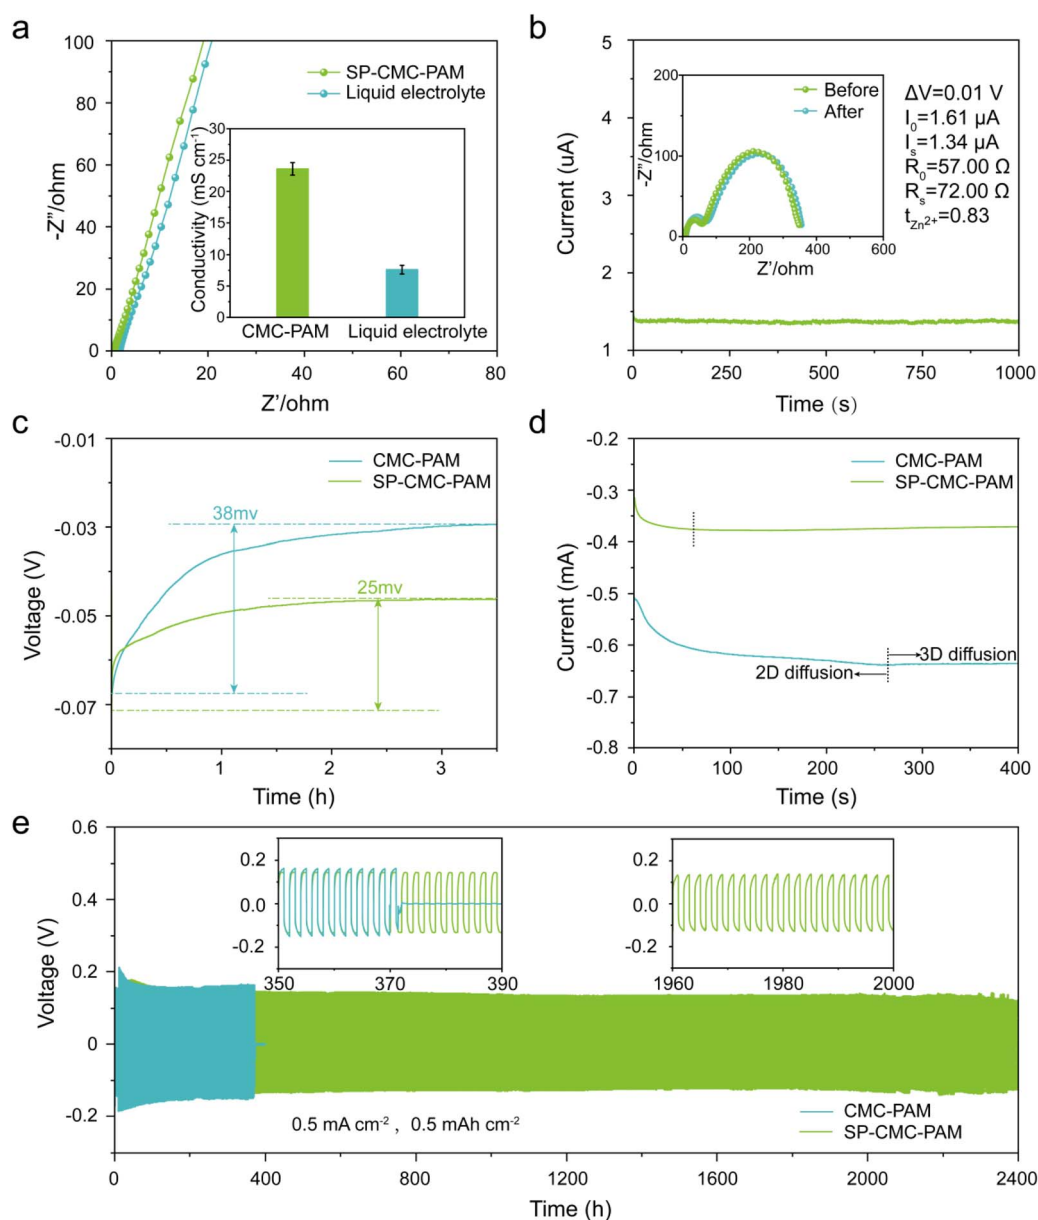 a
100
80
60
40
20
0
-Z"/ohm
SP-CMC-PAM
Liquid electrolyte
30
25
20
15
10
5
0
Conductivity (mS cm⁻¹)
CMC-PAM Liquid electrolyte
0 20 40 60 80
Z'/ohm
b
5
4
3
2
1
Current (uA)
200
100
0
-Z"/ohm
Before
After
0 200 400 600
Z'/ohm
ΔV=0.01 V
I₀=1.61 μA
Iₛ=1.34 μA
R₀=57.00 Ω
Rₛ=72.00 Ω
t_Zn²⁺=0.83
0 250 500 750 1000
Time (s)
c
-0.01
-0.03
-0.05
-0.07
Voltage (V)
CMC-PAM
SP-CMC-PAM
38mv
25mv
0 1 2 3
Time (h)
d
-0.2
-0.3
-0.4
-0.5
-0.6
-0.7
-0.8
Current (mA)
CMC-PAM
SP-CMC-PAM
3D diffusion
2D diffusion
0 100 200 300 400
Time (s)
e
0.6
0.4
0.2
0
-0.2
Voltage (V)
0.2
0.0
-0.2
350 370 390
0.2
0.0
-0.2
1960 1980 2000
0.5 mA cm⁻² , 0.5 mAh cm⁻²
CMC-PAM
SP-CMC-PAM
0 400 800 1200 1600 2000 2400
Time (h)